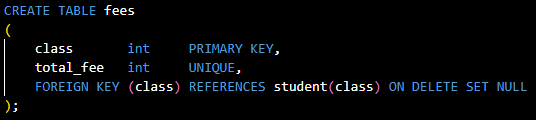 CREATE TABLE fees
(
    class       int     PRIMARY KEY,
    total_fee   int     UNIQUE,
    FOREIGN KEY (class) REFERENCES student(class) ON DELETE SET NULL
);